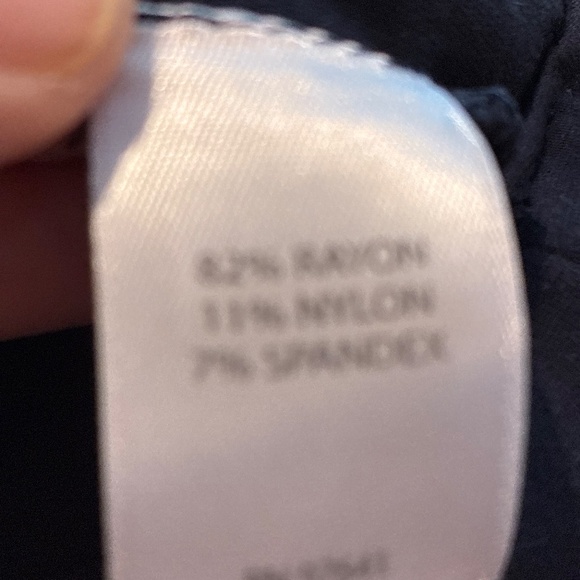 82% RAYON
11% NYLON
7% SPANDEX